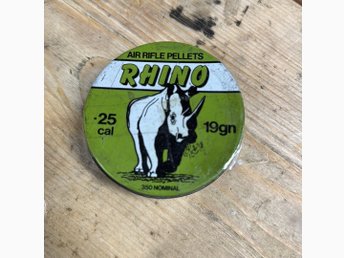 AIR RIFLE PELLETS
RHINO
.25 19gn
cal
350 NOMINAL